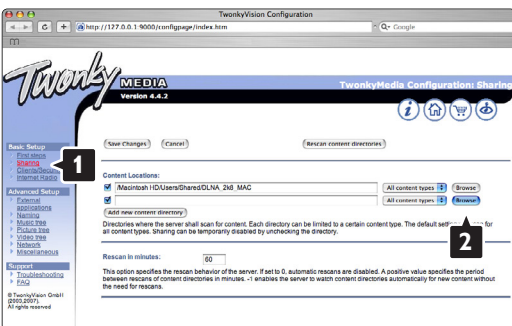 TwonkyVision Configuration
http://127.0.0.1:9000/configpage/index.htm
Q- Google
Twonky
MEDIA
Version 4.4.2
TwonkyMedia Configuration: Sharing
Basic Setup
First steps
Sharing
Clients/Secu
Internet Radio
Advanced Setup
External
applications
Naming
Music tree
Picture tree
Video tree
Network
Miscellaneous
Support
Troubleshooting
FAQ
© TwonkyVision GmbH
(2003,2007).
All rights reserved
1
Save Changes
Cancel
Rescan content directories
Content Locations:
/Macintosh HD/Users/Shared/DLNA_2k8_MAC
All content types
Browse
All content types
Browse
Add new content directory
2
Directories where the server shall scan for content. Each directory can be limited to a certain content type. The default set
all content types. Sharing can be temporarily disabled by unchecking the directory.
Rescan in minutes:
60
This option specifies the rescan behavior of the server. If set to 0, automatic rescans are disabled. A positive value specifies the period
between rescans of content directories in minutes. -1 enables the server to watch content directories automatically for new content without
the need for rescans.